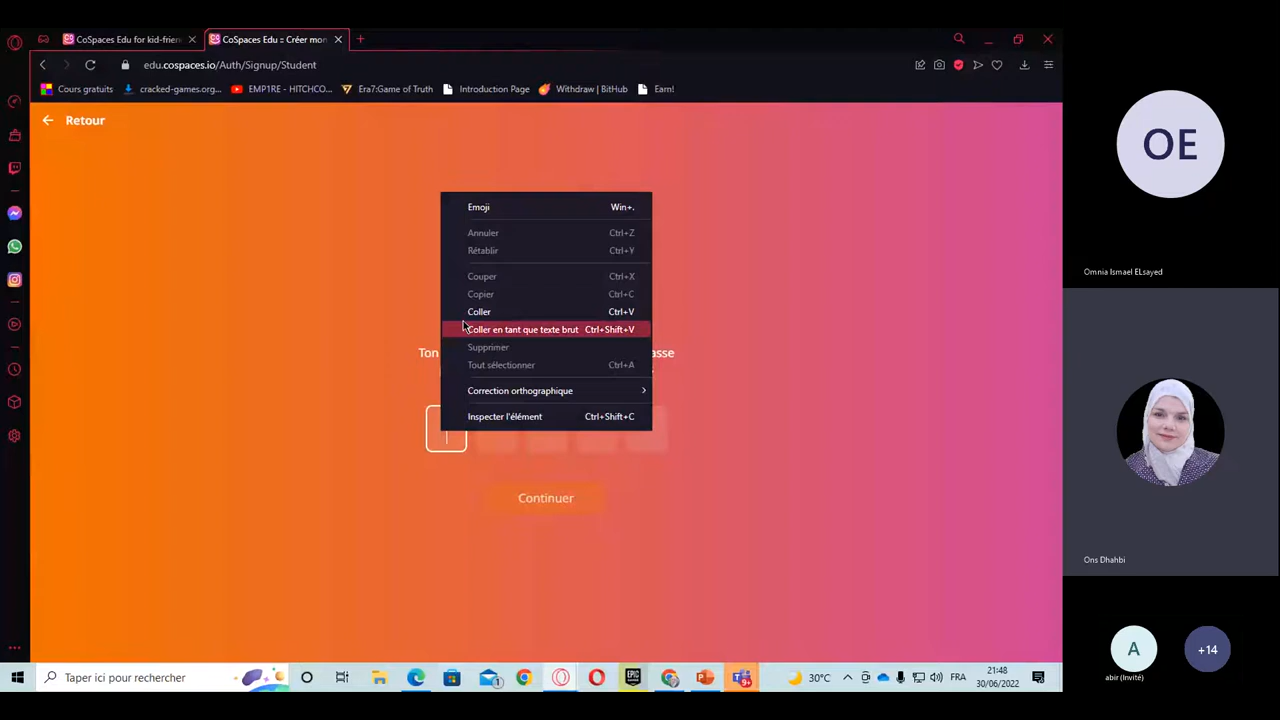 CoSpaces Edu for kid-frien
CoSpaces Edu :: Créer mon
edu.cospaces.io/Auth/Signup/Student
Cours gratuits
cracked-games.org...
EMP1RE - HITCHCO...
Era7:Game of Truth
Introduction Page
Withdraw | BitHub
Earn!
Retour
Emoji Win+.
Annuler Ctrl+Z
Rétablir Ctrl+Y
Couper Ctrl+X
Copier Ctrl+C
Coller Ctrl+V
Coller en tant que texte brut Ctrl+Shift+V
Supprimer
Tout sélectionner Ctrl+A
Correction orthographique
Inspecter l'élément Ctrl+Shift+C
Ton
asse
Continuer
OE
Omnia Ismael ELsayed
Ons Dhahbi
A
+14
abir (Invité)
Taper ici pour rechercher
EPIC
30°C
FRA
21:48
30/06/2022